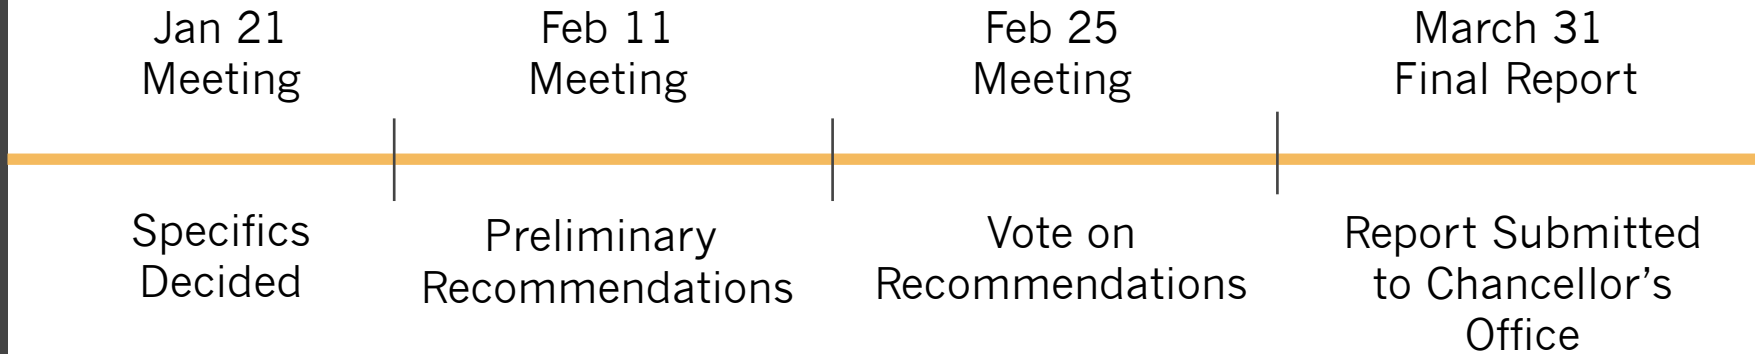 Jan 21
Meeting
Feb 11
Meeting
Feb 25
Meeting
March 31
Final Report
Specifics
Decided
Preliminary
Recommendations
Vote on
Recommendations
Report Submitted
to Chancellor’s
Office